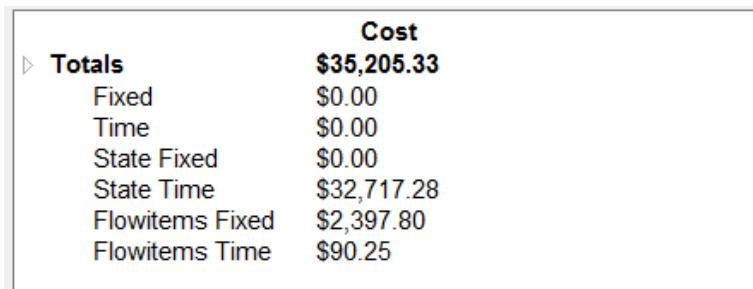 Cost
Totals $35,205.33
Fixed $0.00
Time $0.00
State Fixed $0.00
State Time $32,717.28
Flowitems Fixed $2,397.80
Flowitems Time $90.25